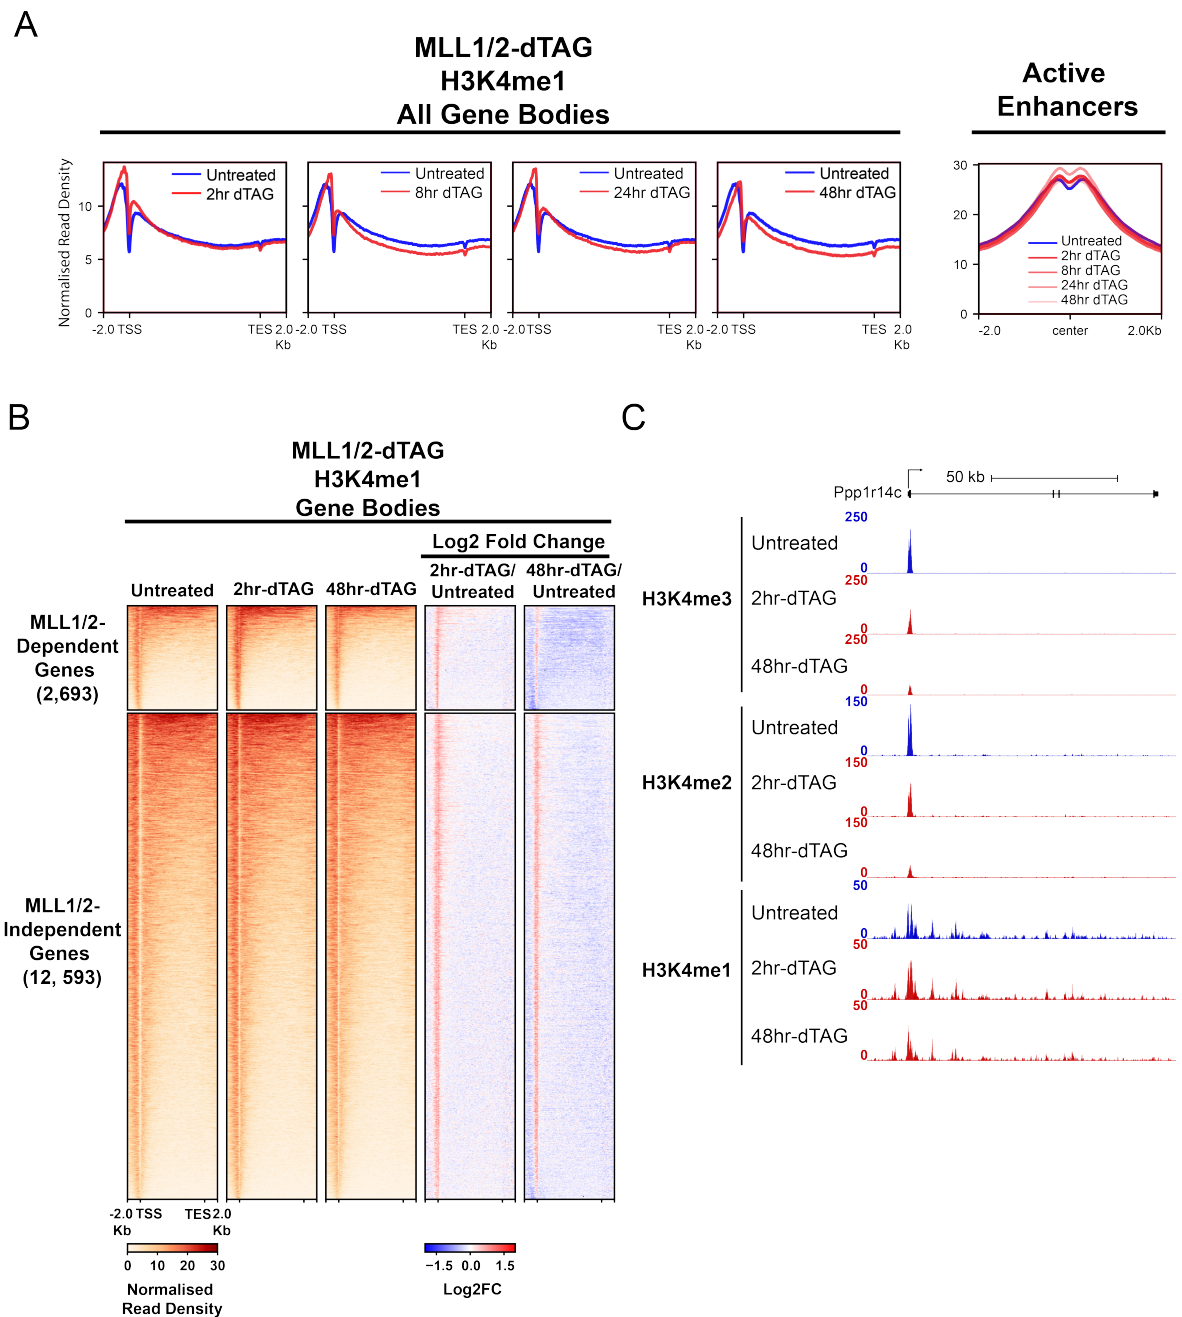 A
MLL1/2-dTAG
H3K4me1
All Gene Bodies
Active
Enhancers
Normalised Read Density
10
5
0
Untreated
2hr dTAG
-2.0 TSS TES 2.0
Kb
Untreated
8hr dTAG
-2.0 TSS TES 2.0
Kb
Untreated
24hr dTAG
-2.0 TSS TES 2.0
Kb
Untreated
48hr dTAG
-2.0 TSS TES 2.0
Kb
30
20
10
0
Untreated
2hr dTAG
8hr dTAG
24hr dTAG
48hr dTAG
-2.0 center 2.0Kb
B
MLL1/2-dTAG
H3K4me1
Gene Bodies
Log2 Fold Change
Untreated 2hr-dTAG 48hr-dTAG
2hr-dTAG/
Untreated
48hr-dTAG/
Untreated
MLL1/2-
Dependent
Genes
(2,693)
MLL1/2-
Independent
Genes
(12, 593)
-2.0 TSS TES 2.0
Kb Kb
0 10 20 30
Normalised
Read Density
−1.5 0.0 1.5
Log2FC
C
50 kb
Ppp1r14c
H3K4me3
250
Untreated
0
250
2hr-dTAG
0
250
48hr-dTAG
0
H3K4me2
150
Untreated
0
150
2hr-dTAG
0
150
48hr-dTAG
0
H3K4me1
50
Untreated
0
50
2hr-dTAG
0
50
48hr-dTAG
0